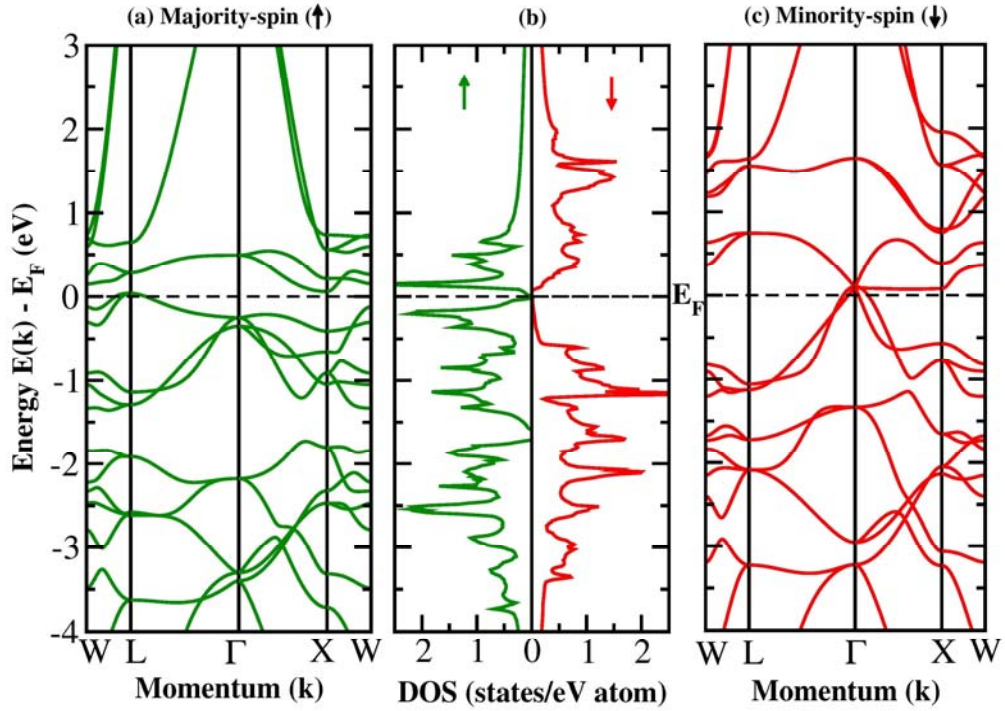 (a) Majority-spin (↑)
(b)
(c) Minority-spin (↓)
Energy E(k) - E_F (eV)
3
2
1
0
-1
-2
-3
-4
E_F
W L Γ X W
2 1 0 1 2
W L Γ X W
Momentum (k)
DOS (states/eV atom)
Momentum (k)